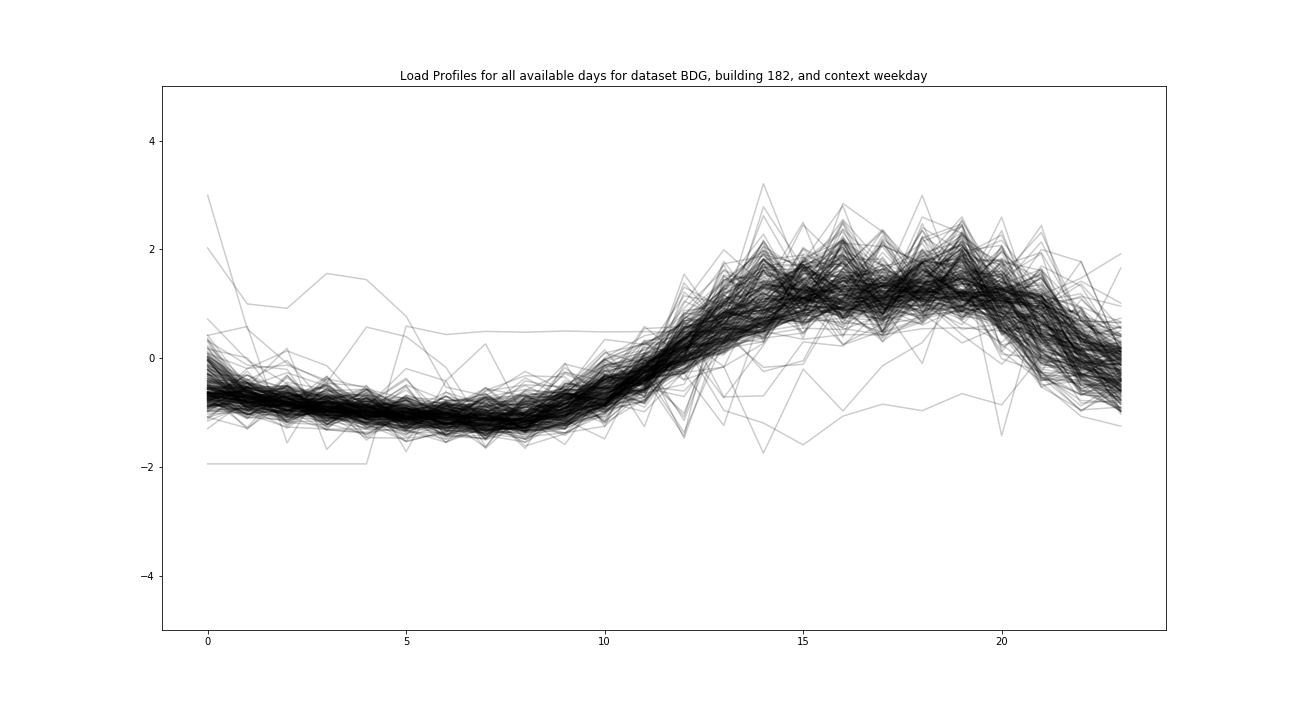 Load Profiles for all available days for dataset BDG, building 182, and context weekday
4
2
0
−2
−4
0 5 10 15 20